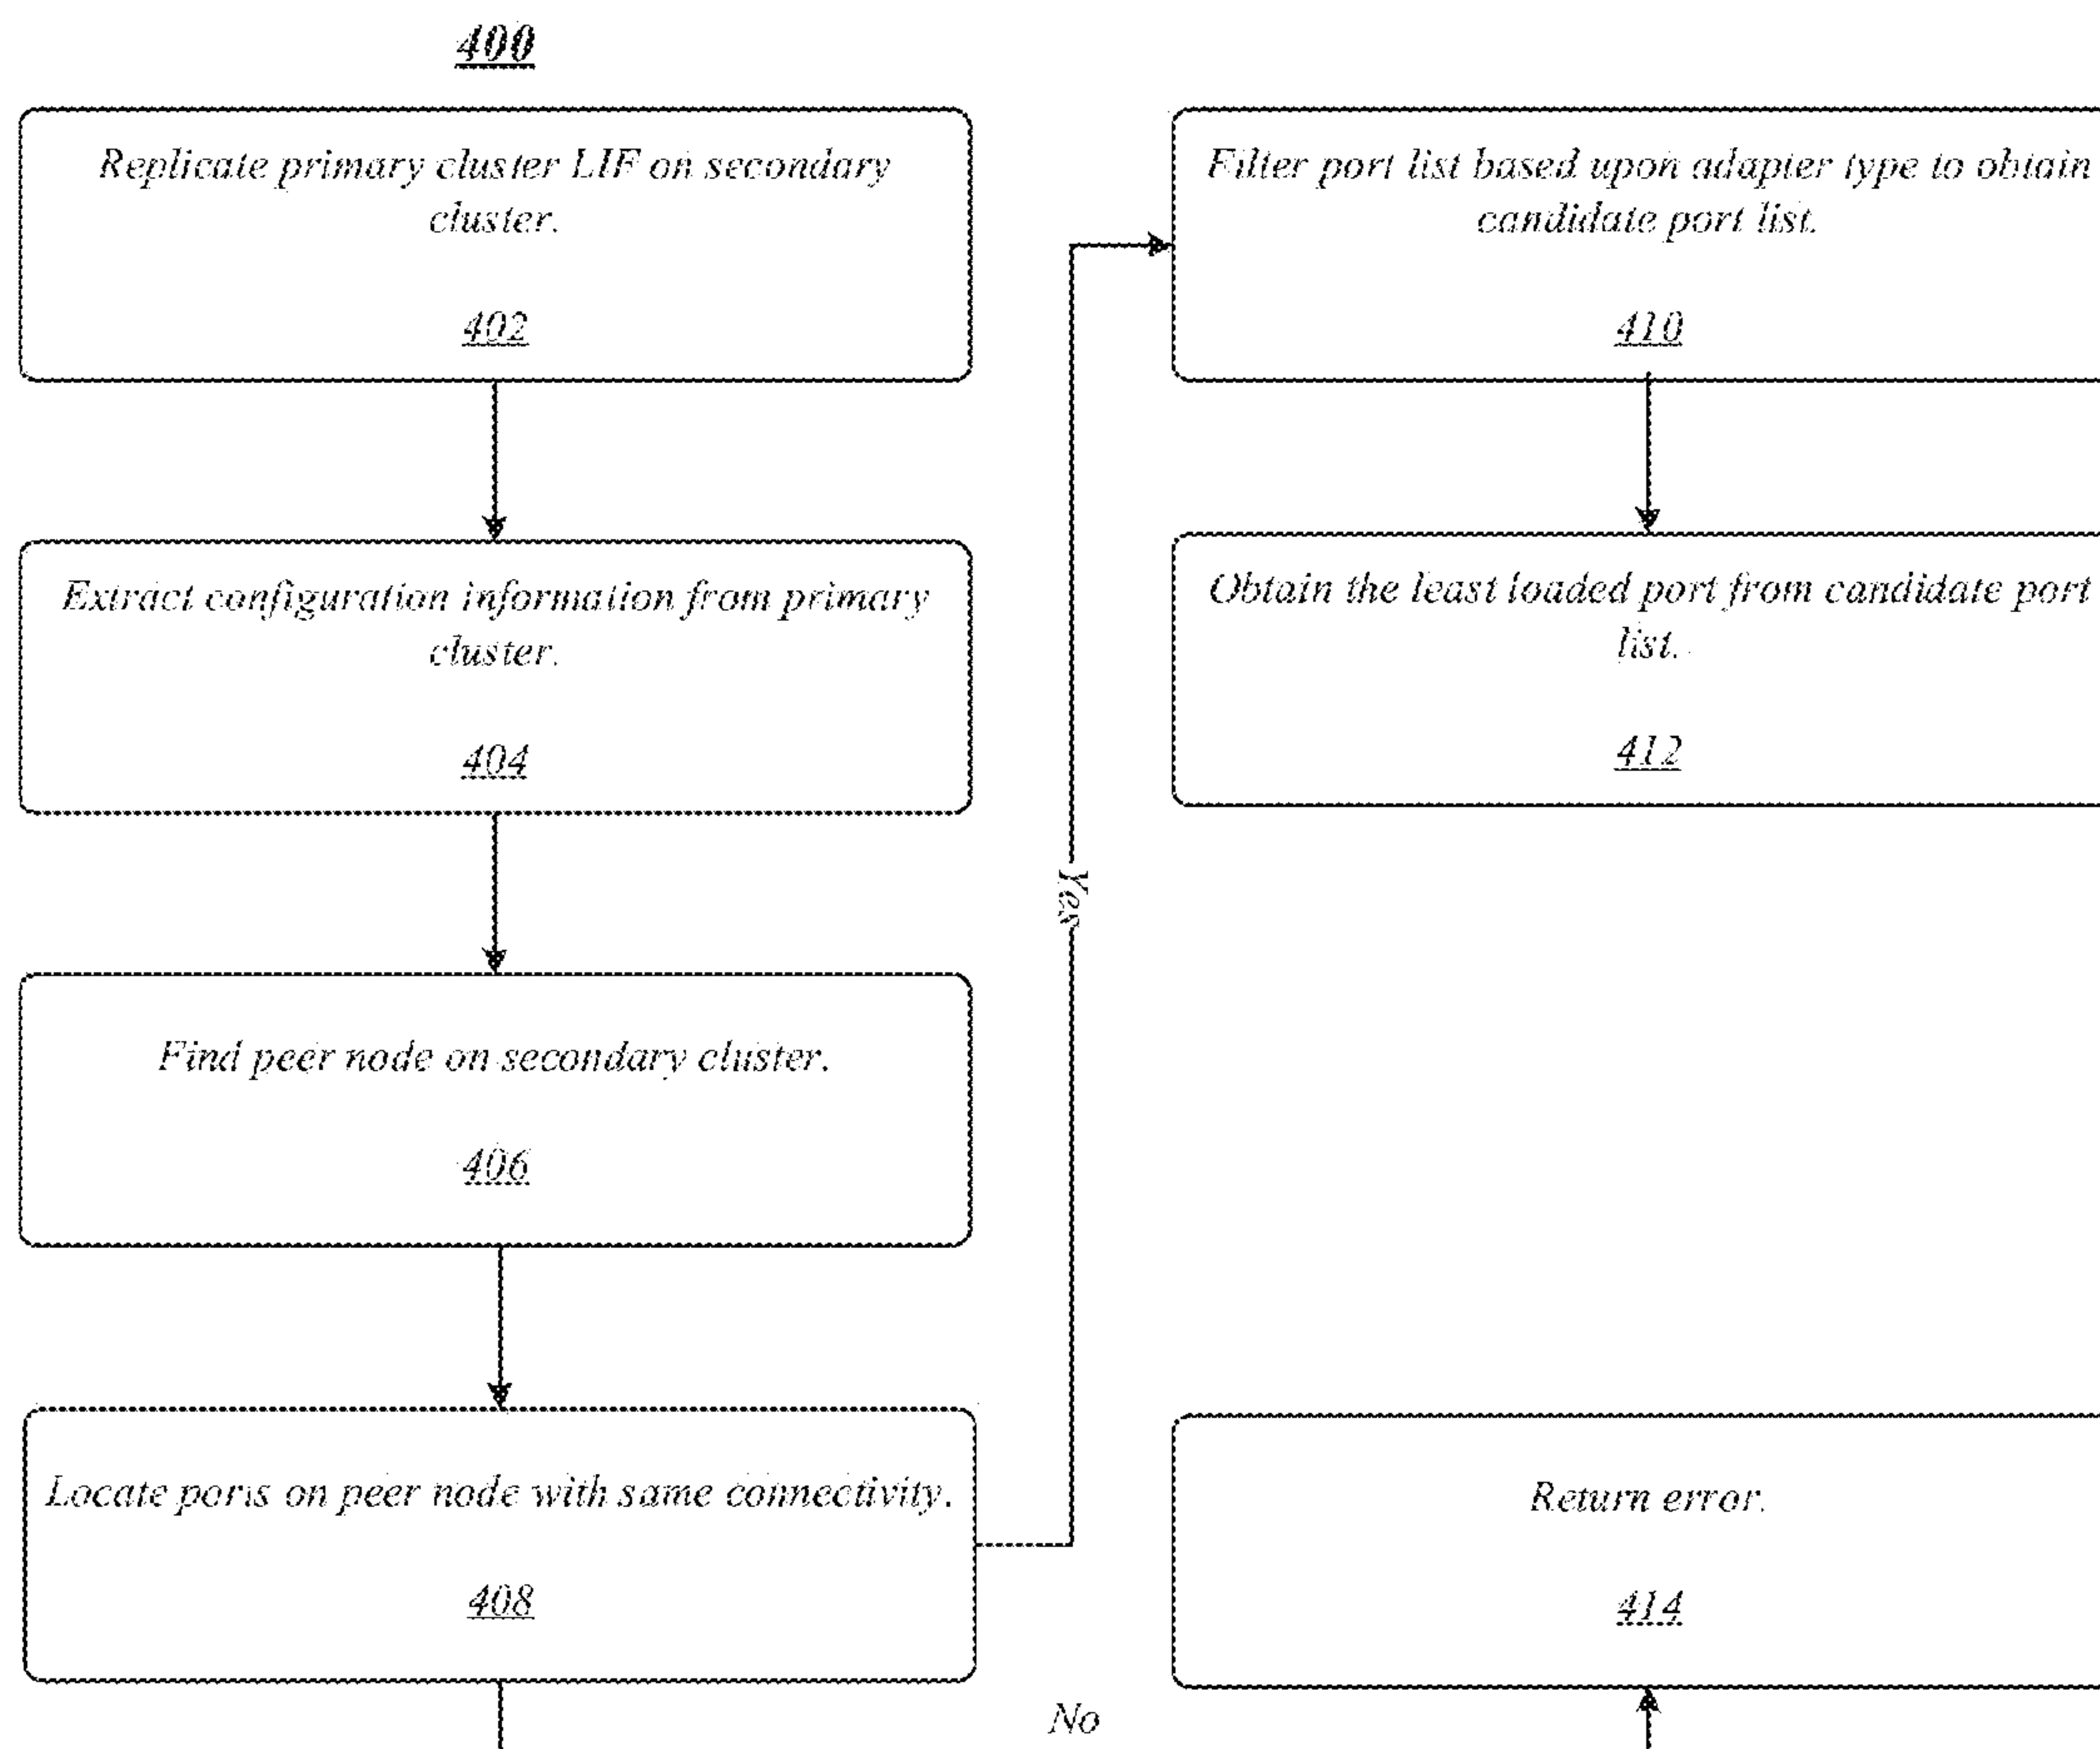 400
Replicate primary cluster LIF on secondary
cluster.
402
Extract configuration information from primary
cluster.
404
Find peer node on secondary cluster.
406
Locate ports on peer node with same connectivity.
408
Yes
No
Filter port list based upon adapter type to obtain
candidate port list.
410
Obtain the least loaded port from candidate port
list.
412
Return error.
414